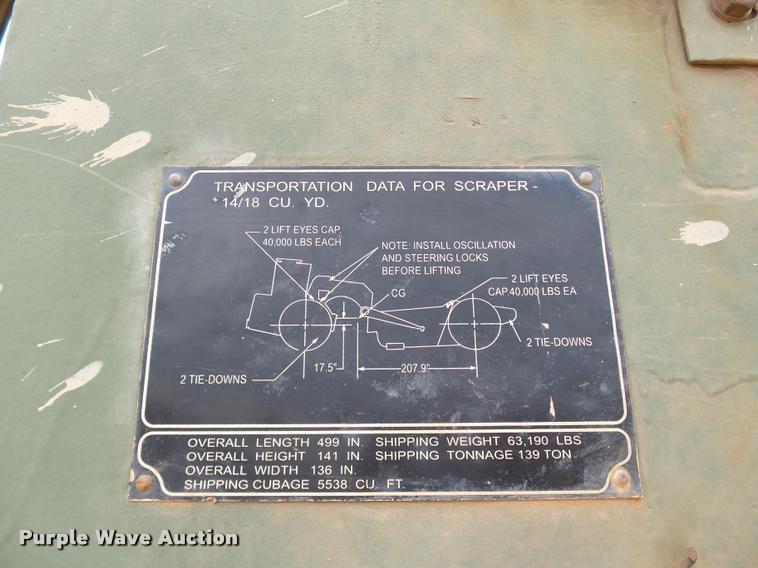 TRANSPORTATION DATA FOR SCRAPER -
14/18 CU. YD.
2 LIFT EYES CAP.
40,000 LBS EACH
NOTE: INSTALL OSCILLATION
AND STEERING LOCKS
BEFORE LIFTING
CG
2 LIFT EYES
CAP.40,000 LBS EA
2 TIE-DOWNS
2 TIE-DOWNS
17.5"
207.9"
OVERALL LENGTH 499 IN. SHIPPING WEIGHT 63,190 LBS
OVERALL HEIGHT 141 IN. SHIPPING TONNAGE 139 TON
OVERALL WIDTH 136 IN.
SHIPPING CUBAGE 5538 CU. FT.
Purple Wave Auction